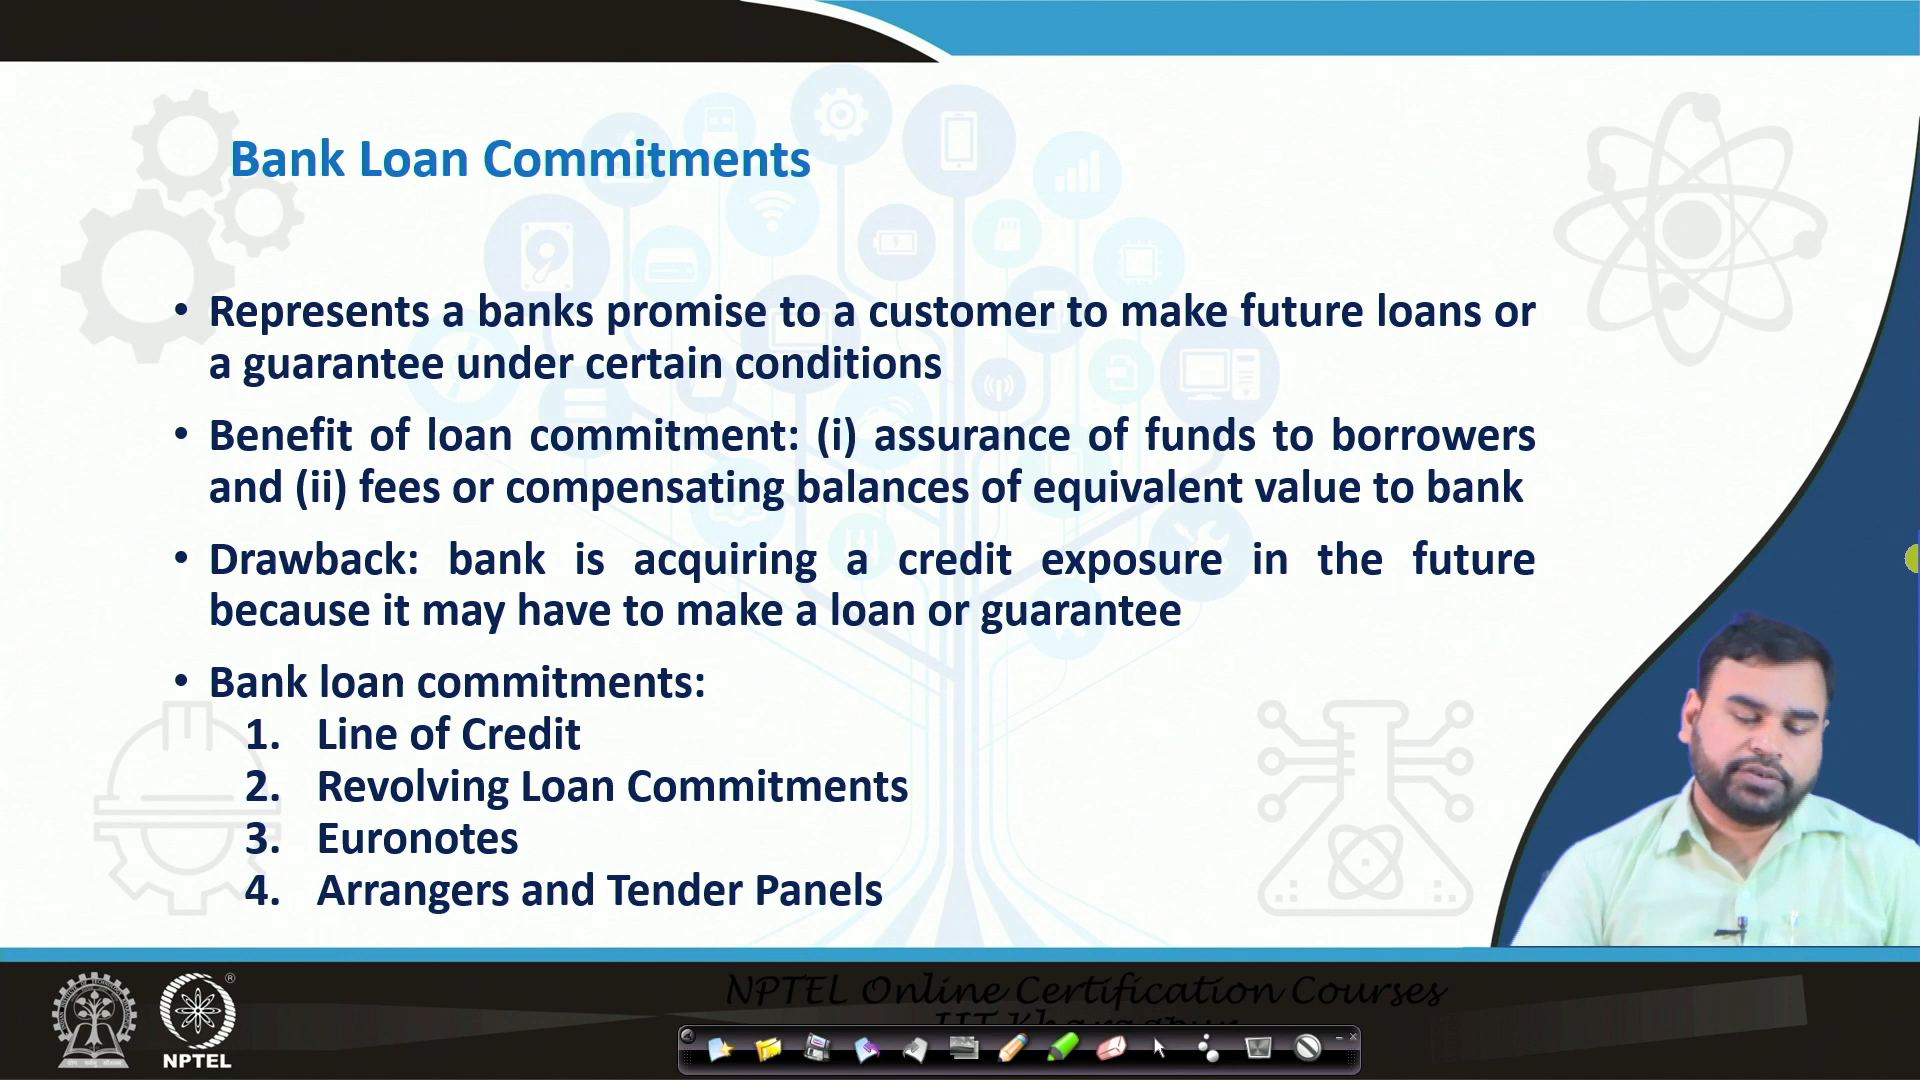 Bank Loan Commitments
• Represents a banks promise to a customer to make future loans or
a guarantee under certain conditions
• Benefit of loan commitment: (i) assurance of funds to borrowers
and (ii) fees or compensating balances of equivalent value to bank
• Drawback: bank is acquiring a credit exposure in the future
because it may have to make a loan or guarantee
• Bank loan commitments:
1. Line of Credit
2. Revolving Loan Commitments
3. Euronotes
4. Arrangers and Tender Panels
NPTEL Online Certification Courses
IIT Kharagpur
NPTEL
®